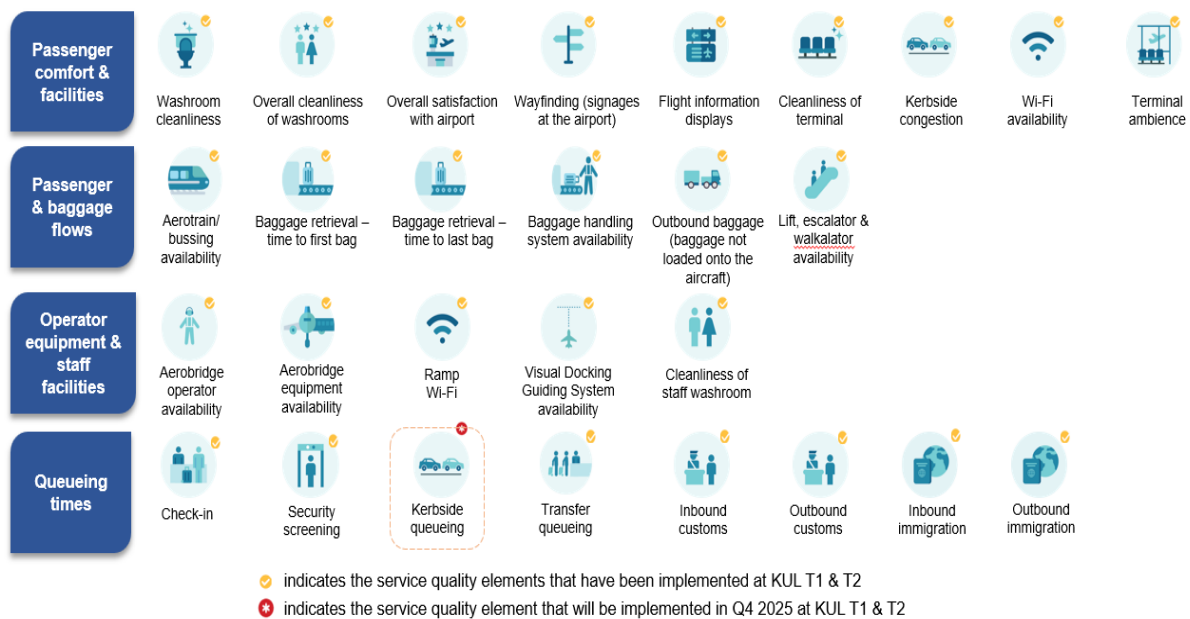 Passenger
comfort &
facilities
Washroom
cleanliness
Overall cleanliness
of washrooms
Overall satisfaction
with airport
Wayfinding (signages
at the airport)
Flight information
displays
Cleanliness of
terminal
Kerbside
congestion
Wi-Fi
availability
Terminal
ambience
Passenger
& baggage
flows
Aerotrain/
bussing
availability
Baggage retrieval –
time to first bag
Baggage retrieval –
time to last bag
Baggage handling
system availability
Outbound baggage
(baggage not
loaded onto the
aircraft)
Lift, escalator &
walkalator
availability
Operator
equipment &
staff
facilities
Aerobridge
operator
availability
Aerobridge
equipment
availability
Ramp
Wi-Fi
Visual Docking
Guiding System
availability
Cleanliness of
staff washroom
Queueing
times
Check-in
Security
screening
Kerbside
queueing
Transfer
queueing
Inbound
customs
Outbound
customs
Inbound
immigration
Outbound
immigration
indicates the service quality elements that have been implemented at KUL T1 & T2
indicates the service quality element that will be implemented in Q4 2025 at KUL T1 & T2